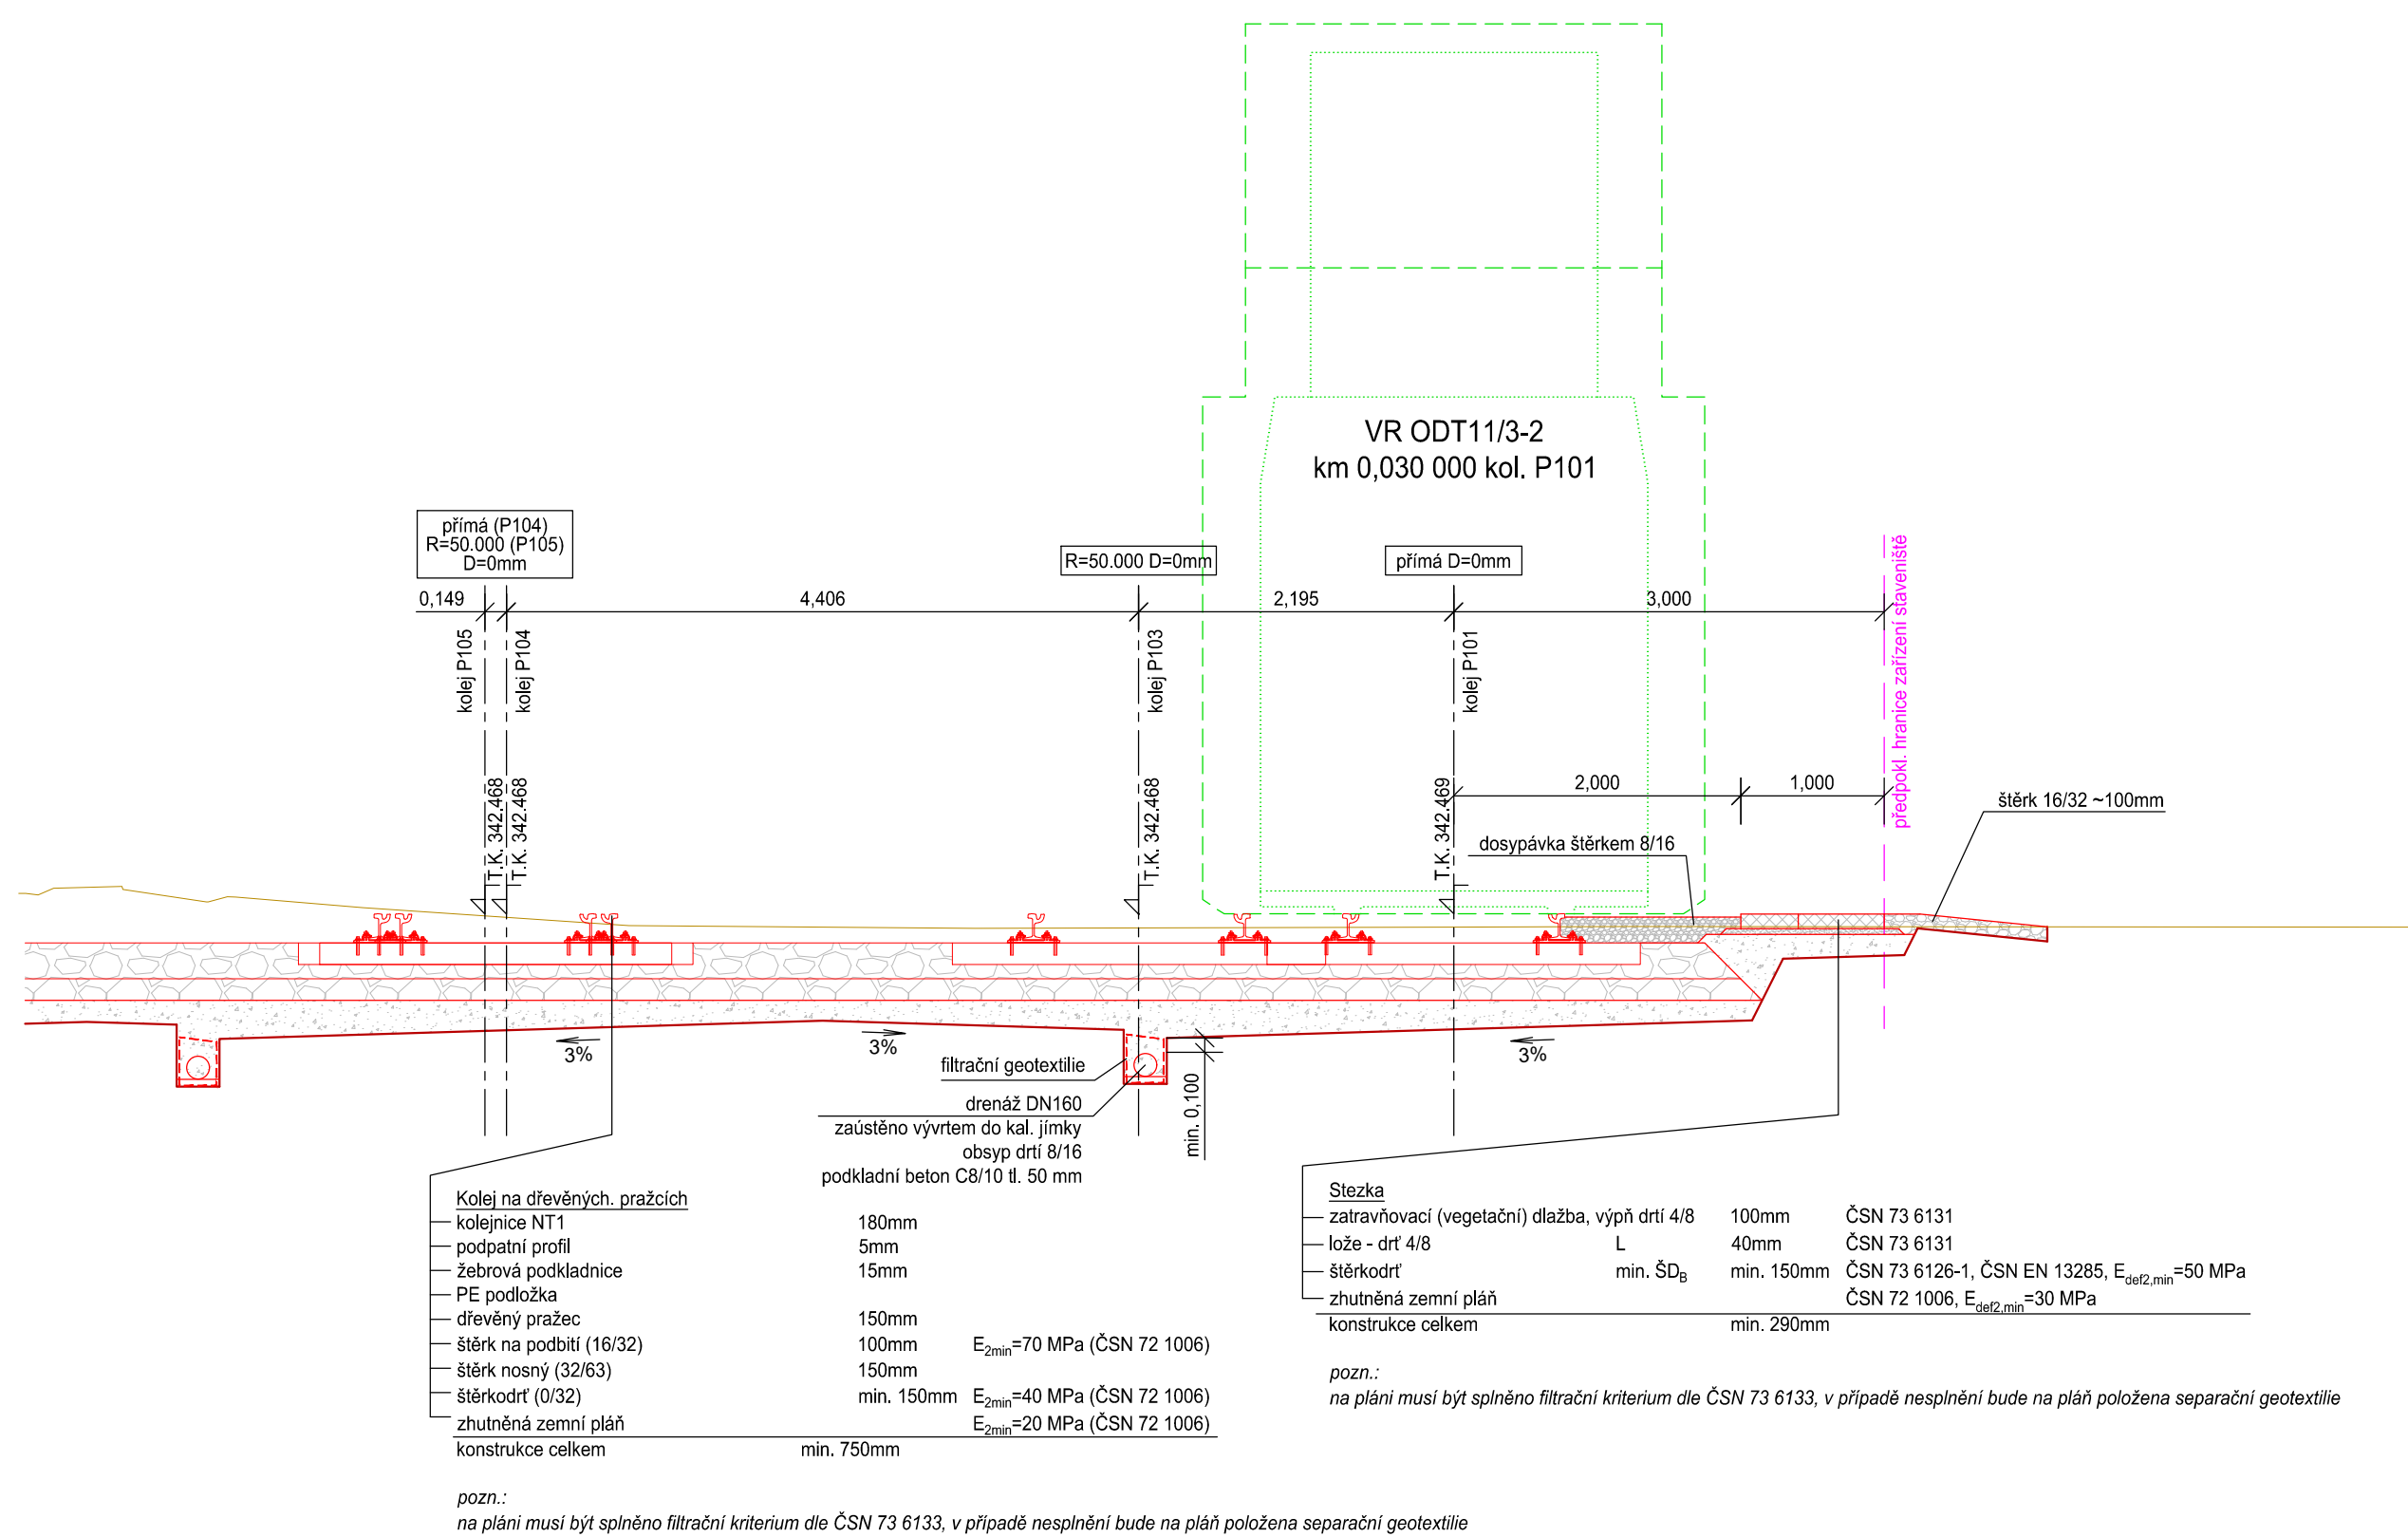 VR ODT11/3-2
km 0,030 000 kol. P101
přímá (P104)
R=50.000 (P105)
D=0mm
R=50.000 D=0mm
přímá D=0mm
0,149
4,406
2,195
3,000
kolej P105
kolej P104
kolej P103
kolej P101
předpokl. hranice zařízení staveniště
T.K. 342.468
T.K. 342.468
T.K. 342.468
T.K. 342.469
2,000
1,000
štěrk 16/32 ~100mm
dosypávka štěrkem 8/16
3%
3%
3%
filtrační geotextilie
drenáž DN160
zaústěno vývrtem do kal. jímky
obsyp drtí 8/16
podkladní beton C8/10 tl. 50 mm
min. 0,100
Kolej na dřevěných. pražcích
kolejnice NT1 180mm
podpatní profil 5mm
žebrová podkladnice 15mm
PE podložka
dřevěný pražec 150mm
štěrk na podbití (16/32) 100mm E2min=70 MPa (ČSN 72 1006)
štěrk nosný (32/63) 150mm
štěrkodrť (0/32) min. 150mm E2min=40 MPa (ČSN 72 1006)
zhutněná zemní pláň E2min=20 MPa (ČSN 72 1006)
konstrukce celkem min. 750mm
pozn.:
na pláni musí být splněno filtrační kriterium dle ČSN 73 6133, v případě nesplnění bude na pláň položena separační geotextilie
Stezka
zatravňovací (vegetační) dlažba, výpň drtí 4/8 100mm ČSN 73 6131
lože - drť 4/8 L 40mm ČSN 73 6131
štěrkodrť min. ŠDB min. 150mm ČSN 73 6126-1, ČSN EN 13285, Edef2,min=50 MPa
zhutněná zemní pláň ČSN 72 1006, Edef2,min=30 MPa
konstrukce celkem min. 290mm
pozn.:
na pláni musí být splněno filtrační kriterium dle ČSN 73 6133, v případě nesplnění bude na pláň položena separační geotextilie